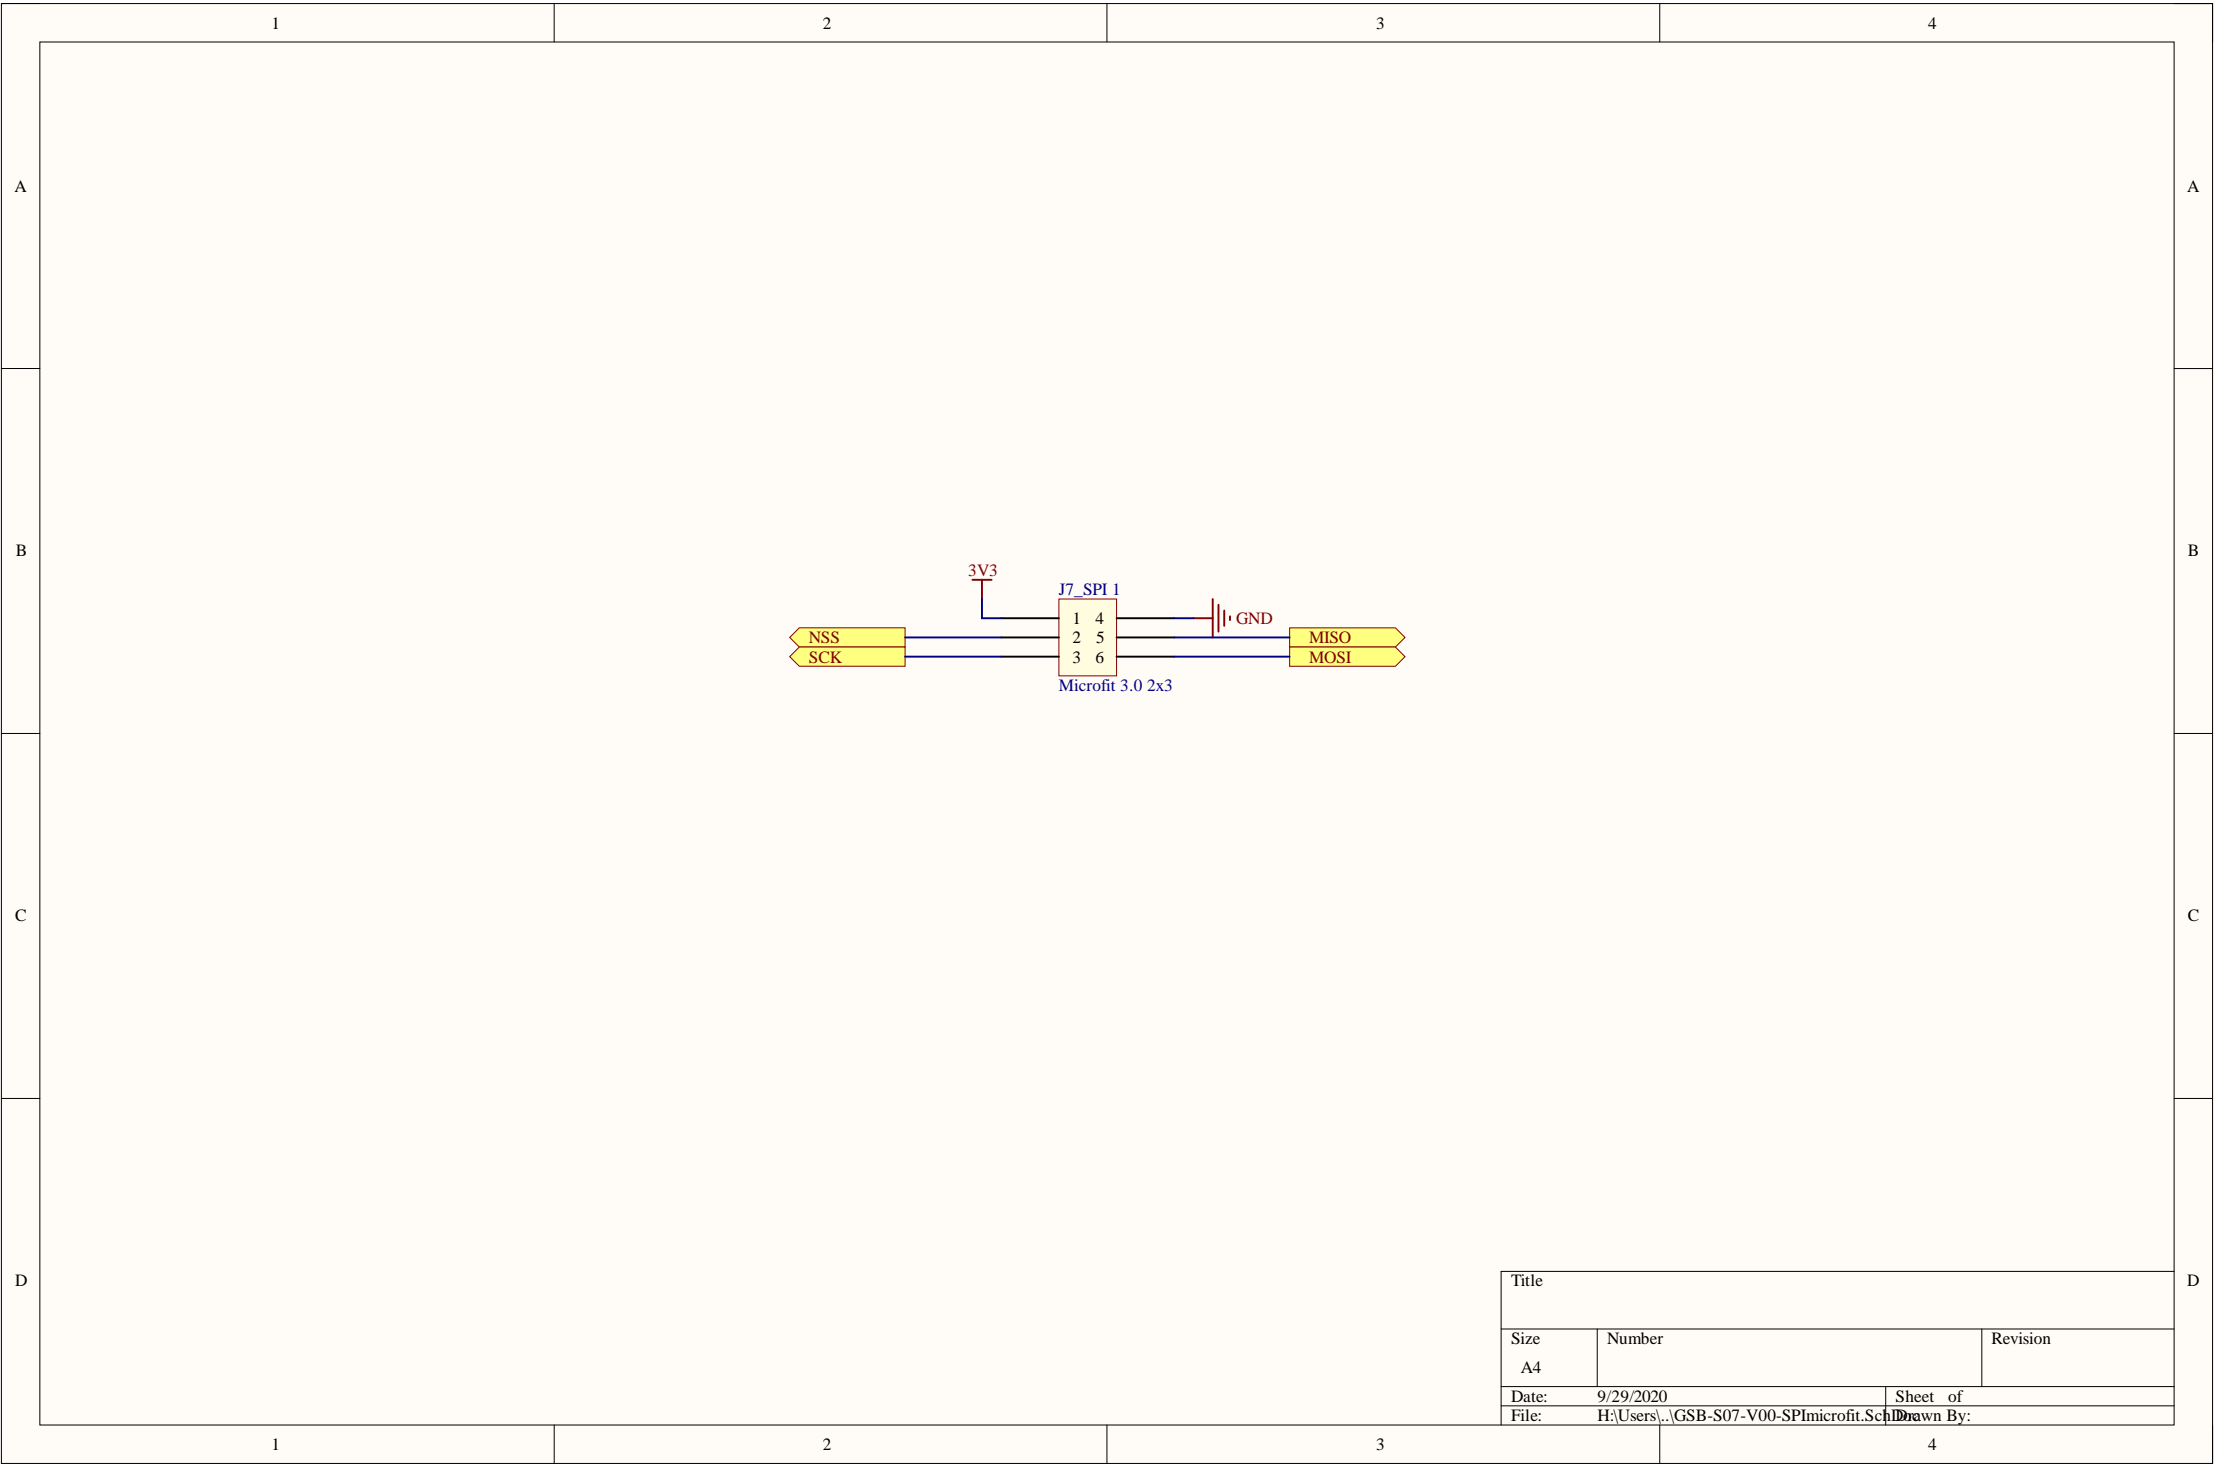 1 2 3 4
A A
B B
3V3
J7_SPI 1
1 4 GND
NSS 2 5 MISO
SCK 3 6 MOSI
Microfit 3.0 2x3
C C
D D
Title
Size Number Revision
A4
Date: 9/29/2020 Sheet of
File: H:\Users\..\GSB-S07-V00-SPImicrofit.SchDoc Drawn By:
1 2 3 4